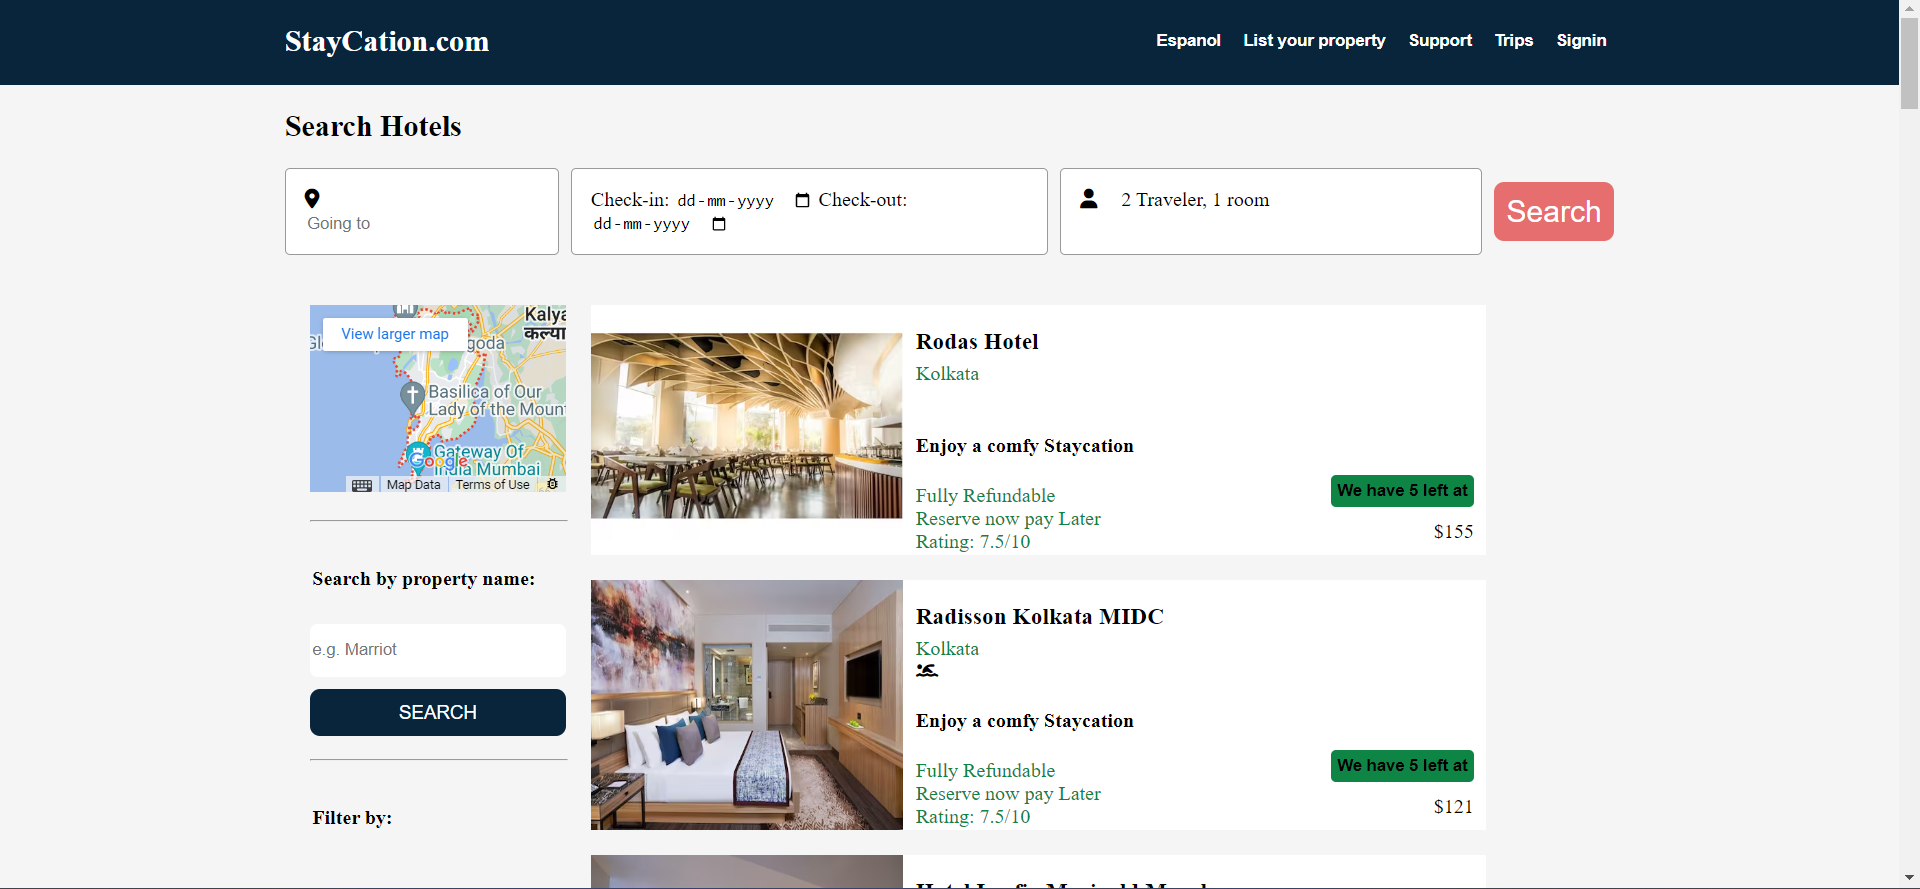 StayCation.com
Espanol
List your property
Support
Trips
Signin
Search Hotels
Going to
Check-in: dd-mm-yyyy Check-out:
dd-mm-yyyy
2 Traveler, 1 room
Search
View larger map
Kalya
कल्या
goda
Basilica of Our
Lady of the Moun
Gateway Of
India Mumbai
Google
Map Data
Terms of Use
Search by property name:
e.g. Marriot
SEARCH
Filter by:
Rodas Hotel
Kolkata
Enjoy a comfy Staycation
Fully Refundable
Reserve now pay Later
Rating: 7.5/10
We have 5 left at
$155
Radisson Kolkata MIDC
Kolkata
Enjoy a comfy Staycation
Fully Refundable
Reserve now pay Later
Rating: 7.5/10
We have 5 left at
$121